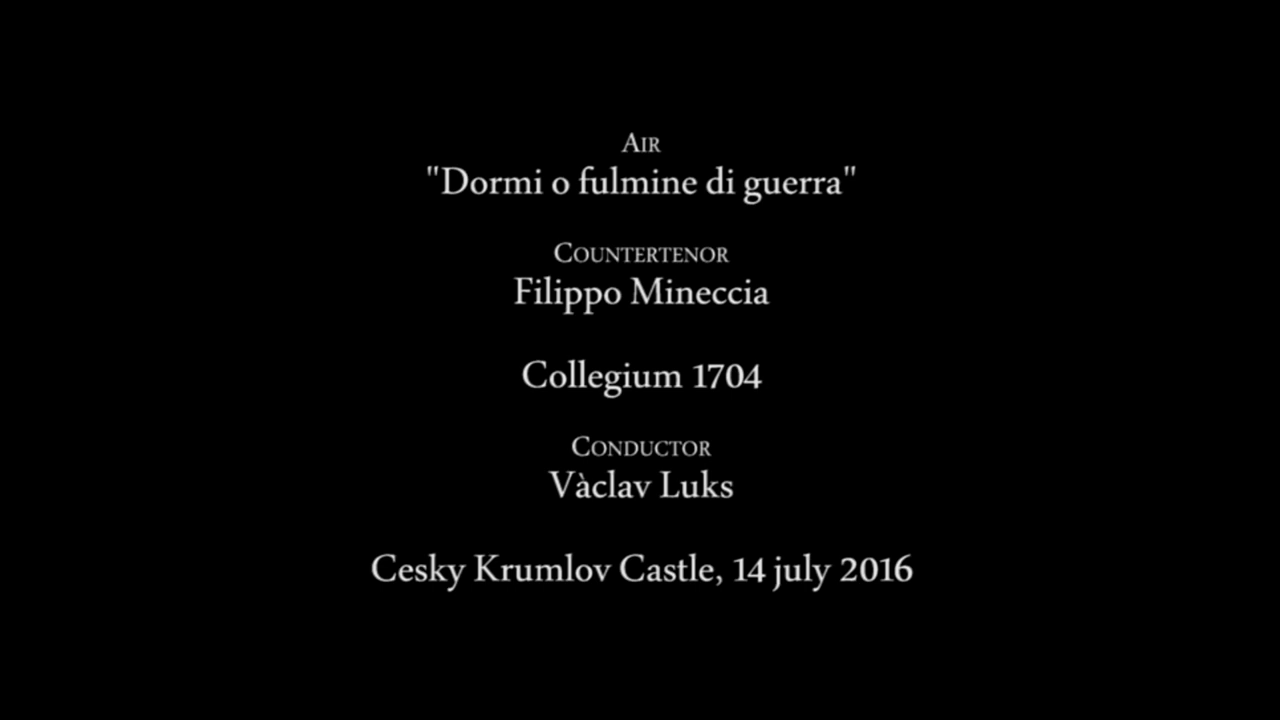 AIR
"Dormi o fulmine di guerra"
COUNTERTENOR
Filippo Mineccia
Collegium 1704
CONDUCTOR
Vàclav Luks
Cesky Krumlov Castle, 14 july 2016